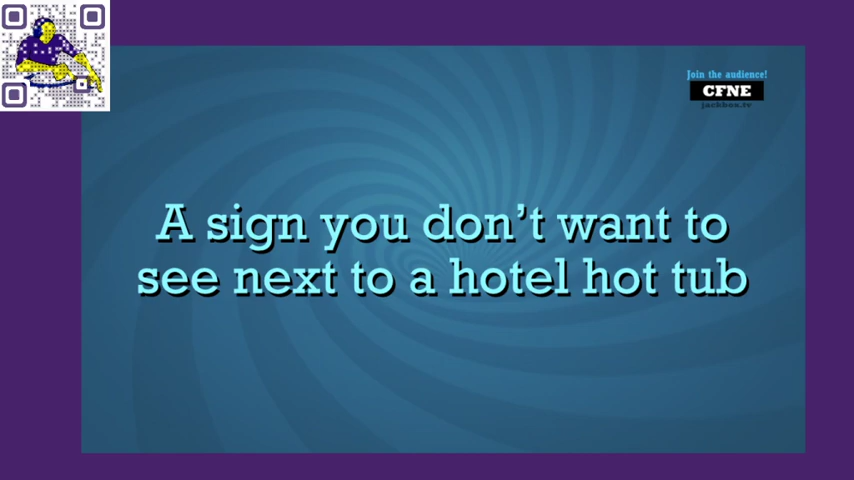 Join the audience!
CFNE
jackbox.tv
A sign you don't want to
see next to a hotel hot tub